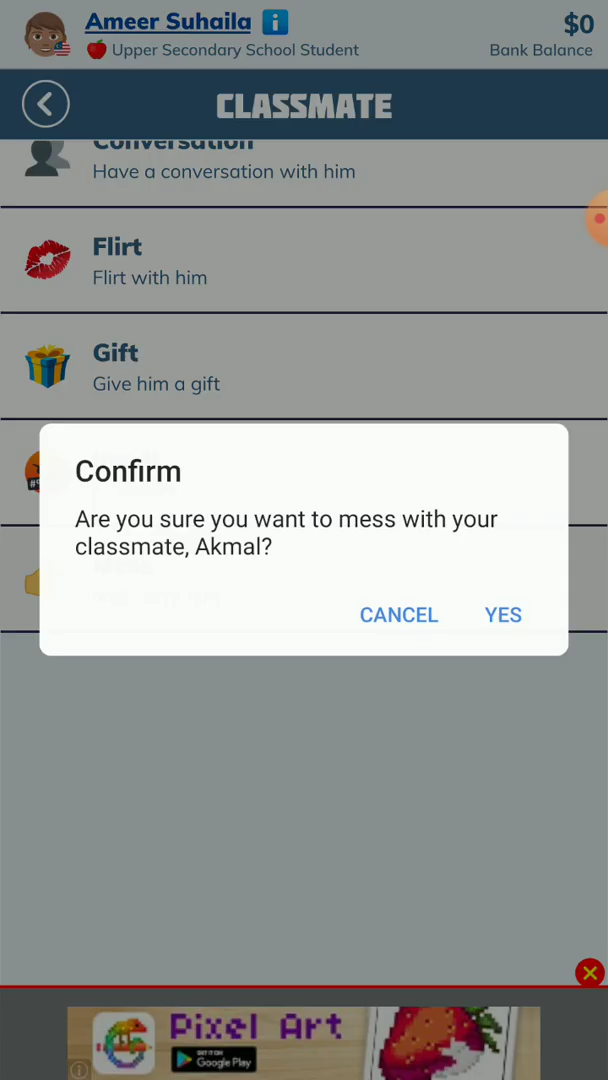 Ameer Suhaila
$0
Upper Secondary School Student
Bank Balance
CLASSMATE
Conversation
Have a conversation with him
Flirt
Flirt with him
Gift
Give him a gift
Confirm
Are you sure you want to mess with your
classmate, Akmal?
CANCEL
YES
Pixel Art
GET IT ON
Google Play